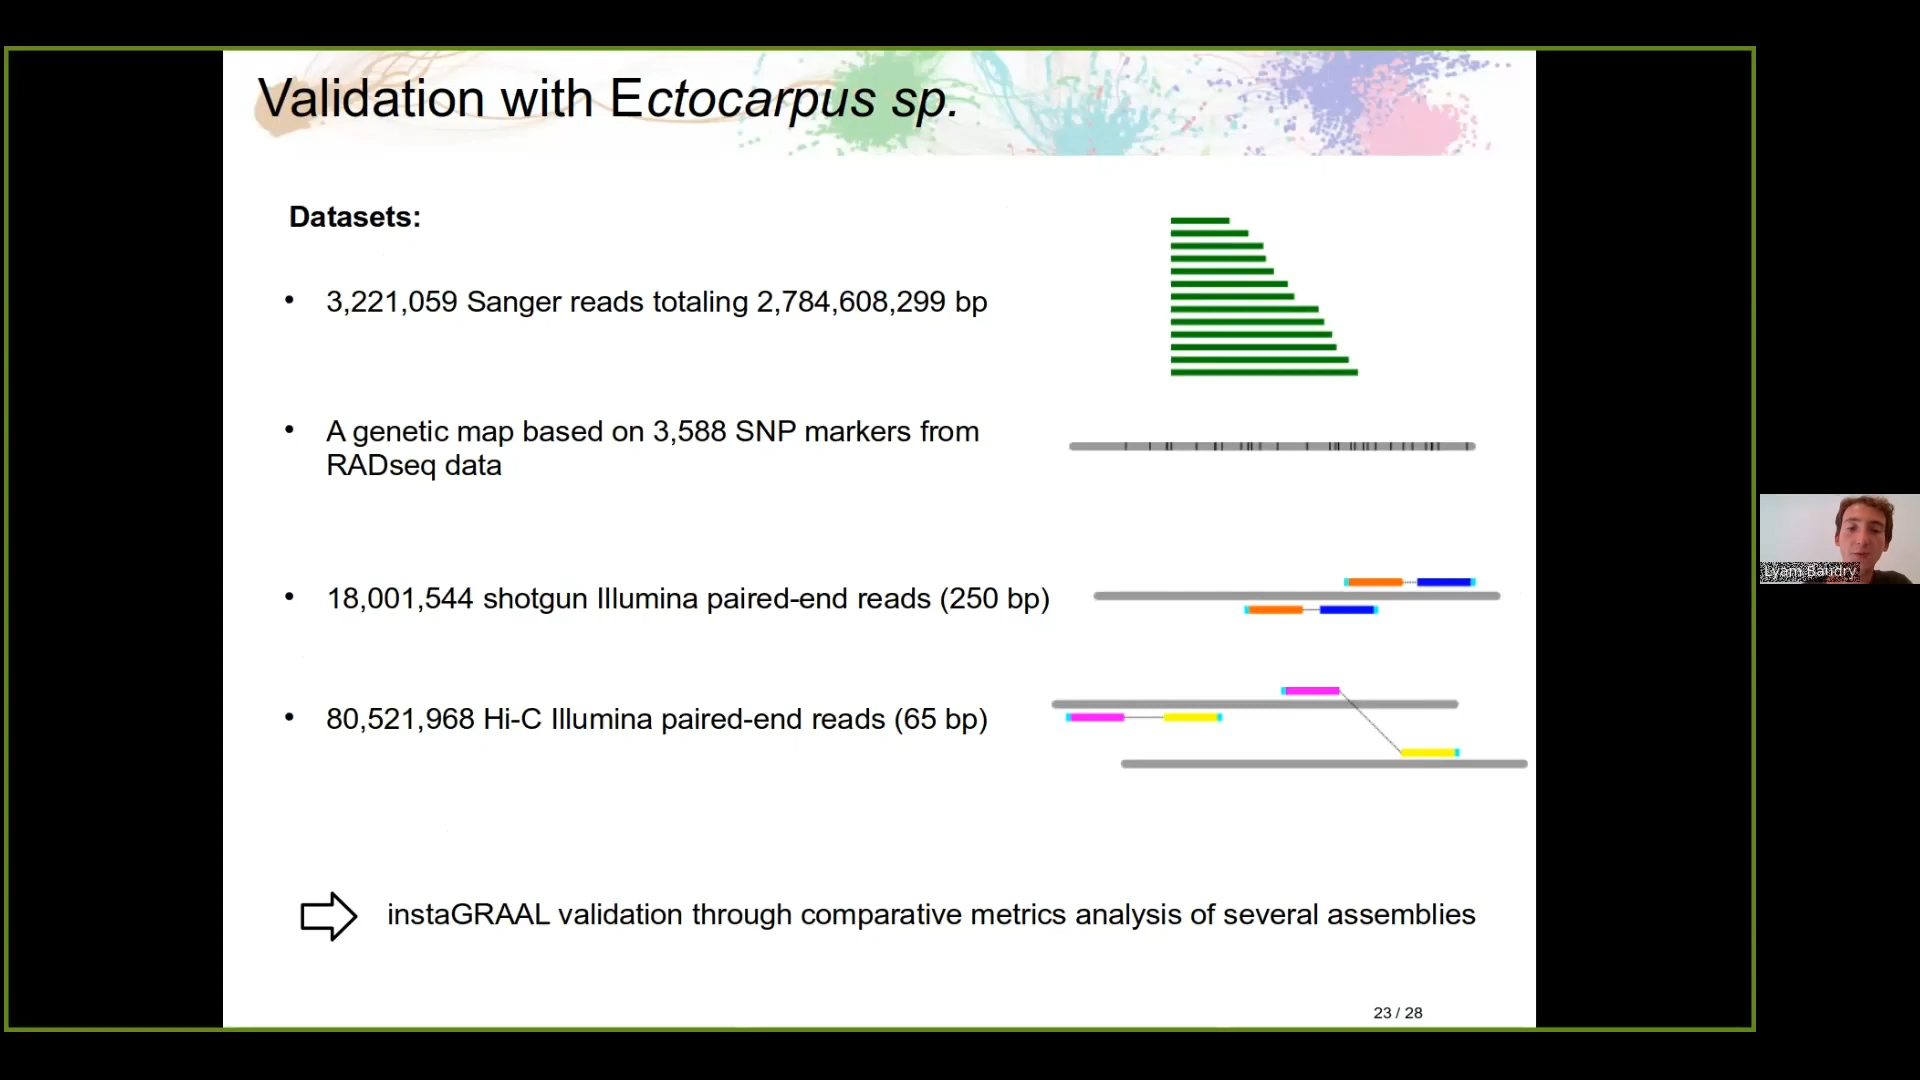 Validation with Ectocarpus sp.
Datasets:
• 3,221,059 Sanger reads totaling 2,784,608,299 bp
• A genetic map based on 3,588 SNP markers from
RADseq data
• 18,001,544 shotgun Illumina paired-end reads (250 bp)
• 80,521,968 Hi-C Illumina paired-end reads (65 bp)
instaGRAAL validation through comparative metrics analysis of several assemblies
23 / 28
Lyam Baudry